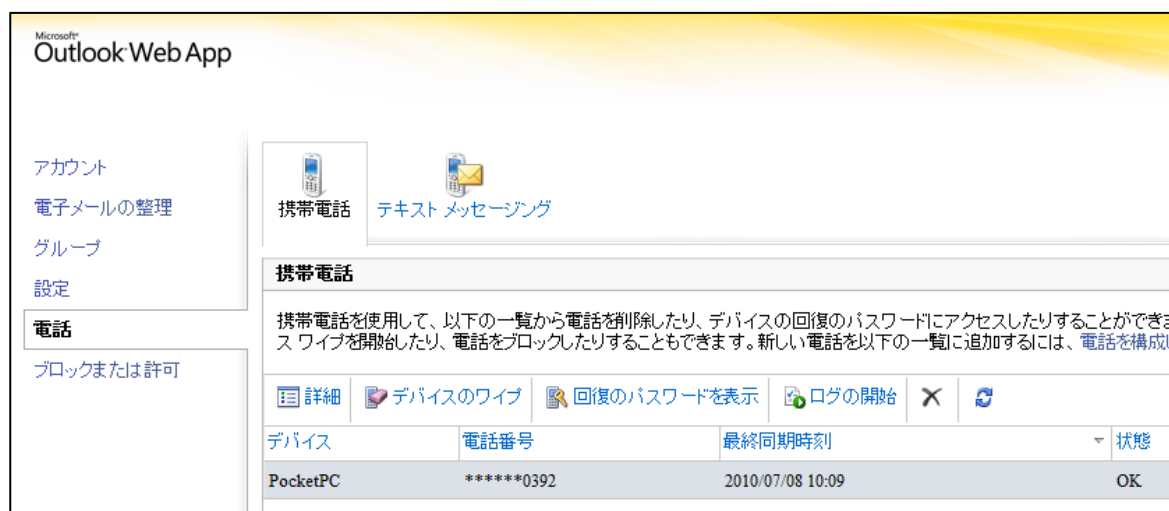 Microsoft
Outlook Web App
アカウント
電子メールの整理
グループ
設定
電話
ブロックまたは許可
携帯電話
テキスト メッセージング
携帯電話
携帯電話を使用して、以下の一覧から電話を削除したり、デバイスの回復のパスワードにアクセスしたりすることができま
ス ワイプを開始したり、電話をブロックしたりすることもできます。新しい電話を以下の一覧に追加するには、電話を構成し
詳細 デバイスのワイプ 回復のパスワードを表示 ログの開始
デバイス 電話番号 最終同期時刻 状態
PocketPC ******0392 2010/07/08 10:09 OK